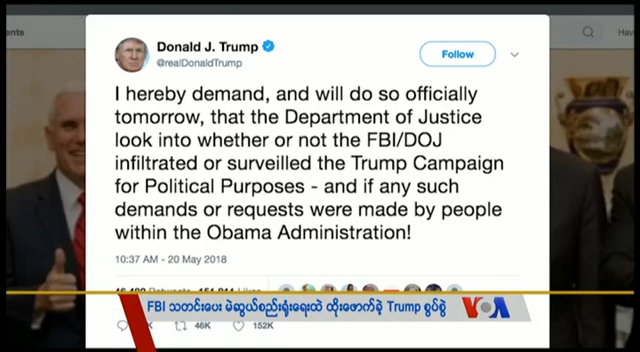 ents
Hav
Donald J. Trump
@realDonaldTrump
Follow
I hereby demand, and will do so officially
tomorrow, that the Department of Justice
look into whether or not the FBI/DOJ
infiltrated or surveilled the Trump Campaign
for Political Purposes - and if any such
demands or requests were made by people
within the Obama Administration!
10:37 AM - 20 May 2018
Retweets
Likes
FBI သတင်းပေး မဲဆွယ်စည်းရုံးရေးထဲ ထိုးဖောက်ခဲ့ Trump စွပ်စွဲ
VOA
46K
152K